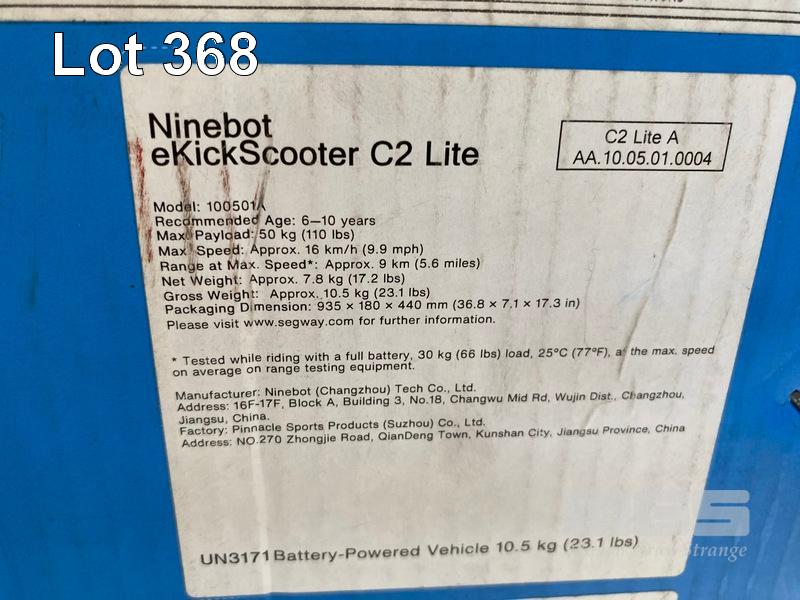 Lot 368
Ninebot
eKickScooter C2 Lite
C2 Lite A
AA.10.05.01.0004
Model: 100501A
Recommended Age: 6–10 years
Max. Payload: 50 kg (110 lbs)
Max. Speed: Approx. 16 km/h (9.9 mph)
Range at Max. Speed*: Approx. 9 km (5.6 miles)
Net Weight: Approx. 7.8 kg (17.2 lbs)
Gross Weight: Approx. 10.5 kg (23.1 lbs)
Packaging Dimension: 935 × 180 × 440 mm (36.8 × 7.1 × 17.3 in)
Please visit www.segway.com for further information.
* Tested while riding with a full battery, 30 kg (66 lbs) load, 25°C (77°F), at the max. speed
on average on range testing equipment.
Manufacturer: Ninebot (Changzhou) Tech Co., Ltd.
Address: 16F-17F, Block A, Building 3, No.18, Changwu Mid Rd, Wujin Dist., Changzhou,
Jiangsu, China.
Factory: Pinnacle Sports Products (Suzhou) Co., Ltd.
Address: NO.270 Zhongjie Road, QianDeng Town, Kunshan City, Jiangsu Province, China
UN3171 Battery-Powered Vehicle 10.5 kg (23.1 lbs)
Strange